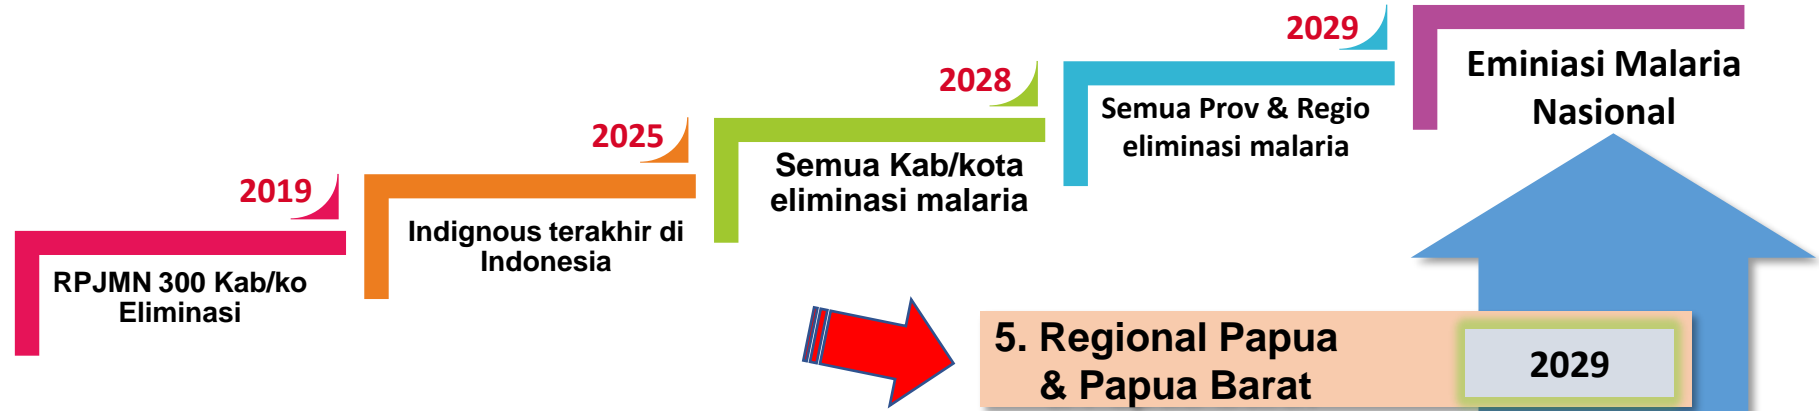 2019
RPJMN 300 Kab/ko
Eliminasi
2025
Indignous terakhir di
Indonesia
2028
Semua Kab/kota
eliminasi malaria
2029
Semua Prov & Regio
eliminasi malaria
Eminiasi Malaria
Nasional
5. Regional Papua
& Papua Barat
2029